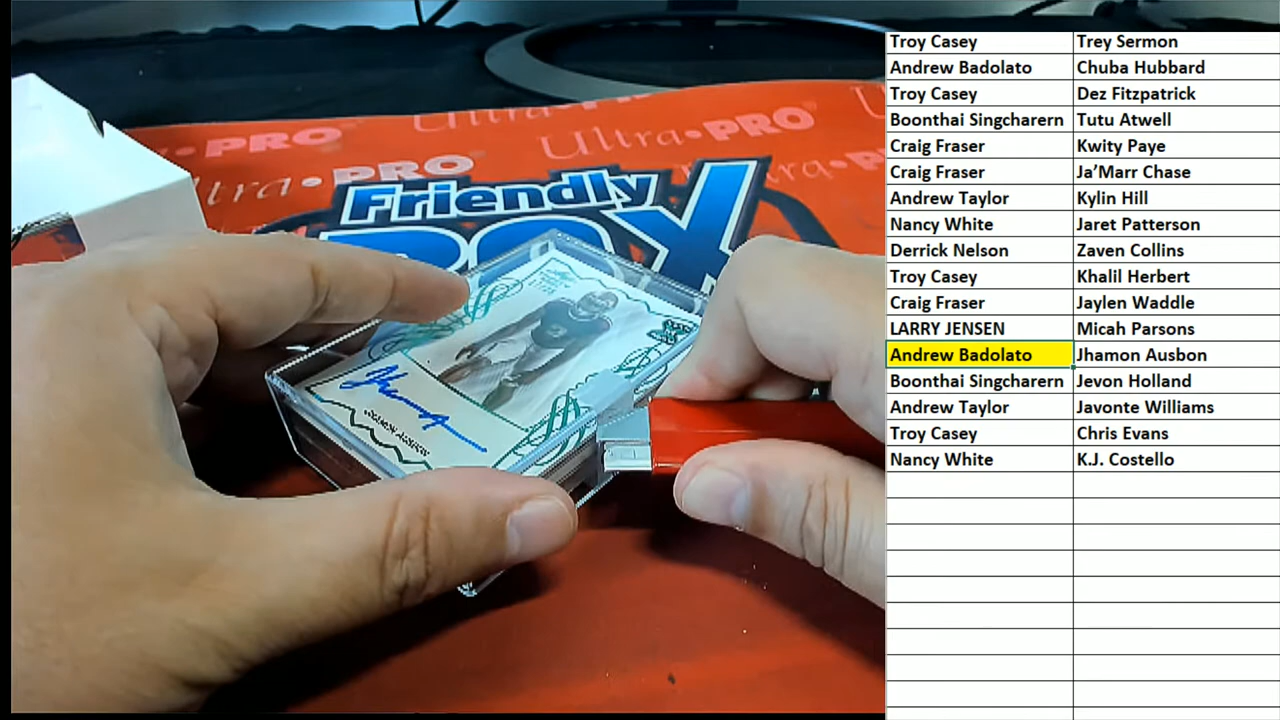 Ultra•PRO
Ultra•PRO
Ultra•PRO
Ultra
Friendly
BOX
Troy Casey Trey Sermon
Andrew Badolato Chuba Hubbard
Troy Casey Dez Fitzpatrick
Boonthai Singcharern Tutu Atwell
Craig Fraser Kwity Paye
Craig Fraser Ja’Marr Chase
Andrew Taylor Kylin Hill
Nancy White Jaret Patterson
Derrick Nelson Zaven Collins
Troy Casey Khalil Herbert
Craig Fraser Jaylen Waddle
LARRY JENSEN Micah Parsons
Andrew Badolato Jhamon Ausbon
Boonthai Singcharern Jevon Holland
Andrew Taylor Javonte Williams
Troy Casey Chris Evans
Nancy White K.J. Costello